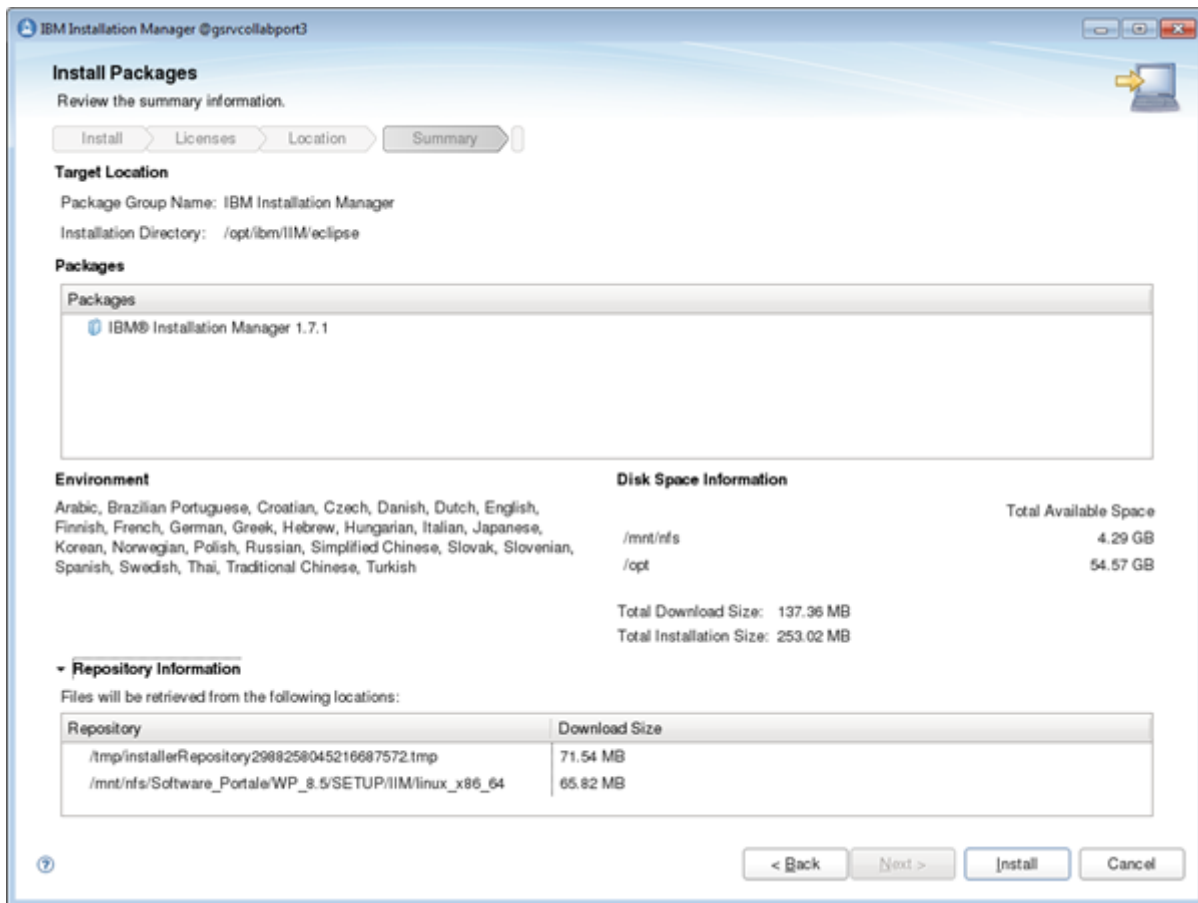 IBM Installation Manager @gsrvcollabport3
Install Packages
Review the summary information.
Install Licenses Location Summary
Target Location
Package Group Name: IBM Installation Manager
Installation Directory: /opt/ibm/IIM/eclipse
Packages
Packages
IBM® Installation Manager 1.7.1
Environment
Arabic, Brazilian Portuguese, Croatian, Czech, Danish, Dutch, English,
Finnish, French, German, Greek, Hebrew, Hungarian, Italian, Japanese,
Korean, Norwegian, Polish, Russian, Simplified Chinese, Slovak, Slovenian,
Spanish, Swedish, Thai, Traditional Chinese, Turkish
Disk Space Information
Total Available Space
/mnt/nfs 4.29 GB
/opt 54.57 GB
Total Download Size: 137.36 MB
Total Installation Size: 253.02 MB
Repository Information
Files will be retrieved from the following locations:
Repository Download Size
/tmp/installerRepository2988258045216687572.tmp 71.54 MB
/mnt/nfs/Software_Portale/WP_8.5/SETUP/IIM/linux_x86_64 65.82 MB
? < Back Next > Install Cancel